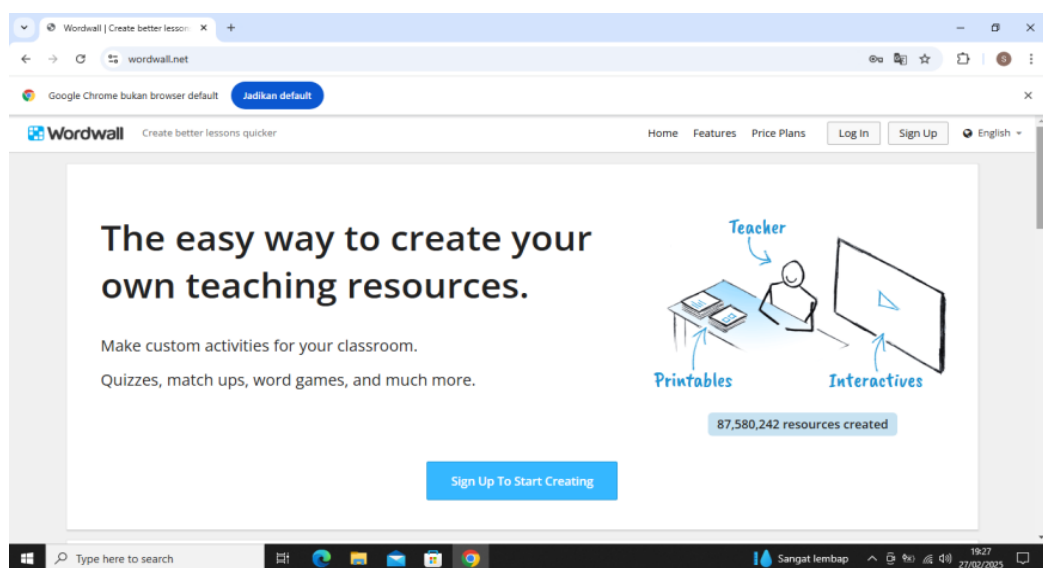 Wordwall | Create better lesson
wordwall.net
S
Google Chrome bukan browser default Jadikan default
Wordwall Create better lessons quicker Home Features Price Plans Log In Sign Up English
The easy way to create your
own teaching resources.
Make custom activities for your classroom.
Quizzes, match ups, word games, and much more.
Teacher
Printables Interactives
87,580,242 resources created
Sign Up To Start Creating
Type here to search Sangat lembap 19:27
27/02/2025